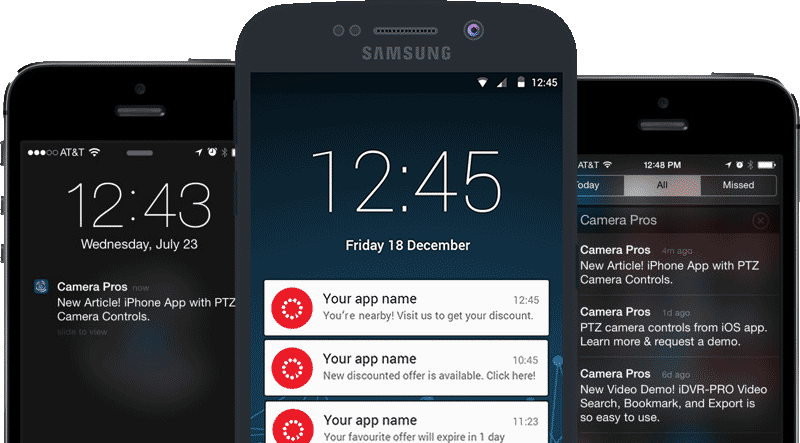 AT&T
12:43
Wednesday, July 23
Camera Pros now
New Article! iPhone App with PTZ
Camera Controls.
slide to view
SAMSUNG
12:45
12:45
Friday 18 December
Your app name 12:45
You're nearby! Visit us to get your discount.
Your app name 10:45
New discounted offer is available. Click here!
Your app name 11:23
Your favourite offer will expire in 1 day
AT&T 12:48 PM
Today All Missed
Camera Pros
Camera Pros 4m ago
New Article! iPhone App with PTZ
Camera Controls.
Camera Pros 1d ago
PTZ camera controls from iOS app.
Learn more & request a demo.
Camera Pros 6d ago
New Video Demo! iDVR-PRO Video
Search, Bookmark, and Export is
so easy to use.